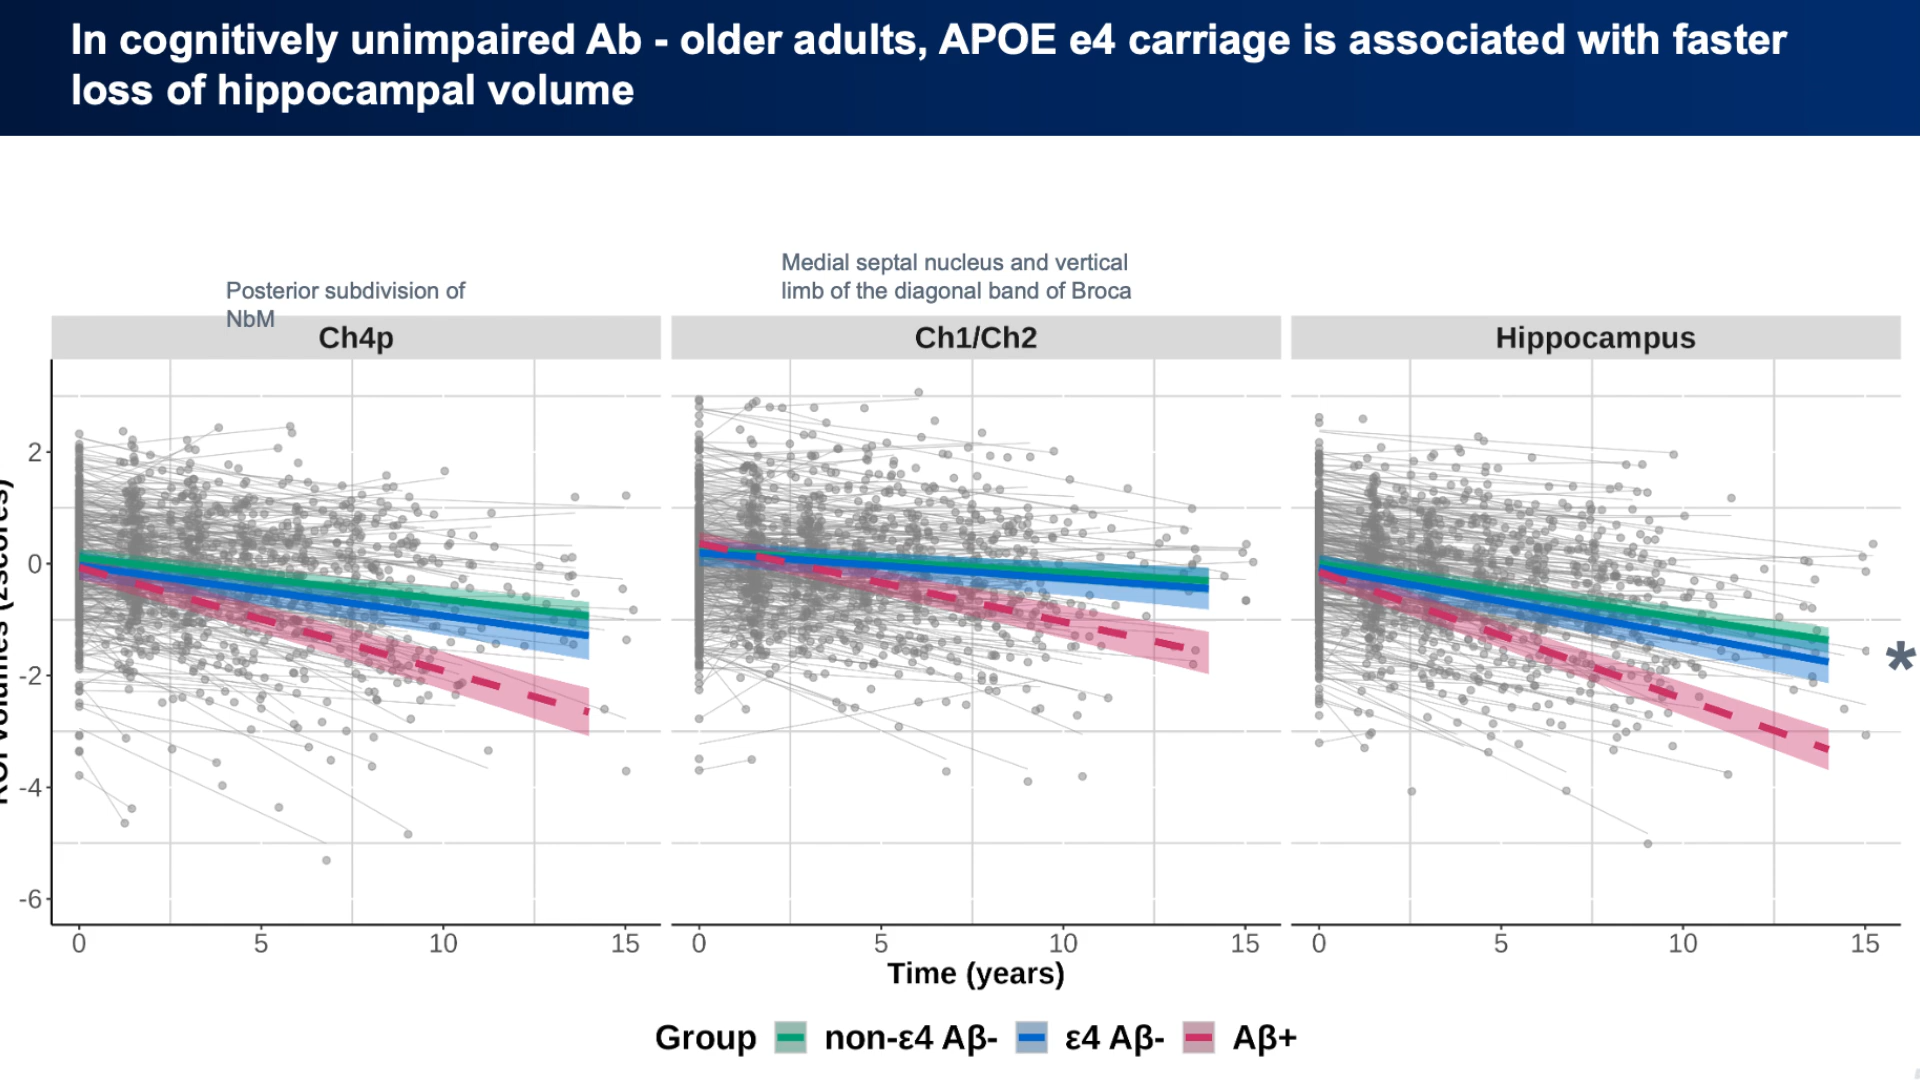 In cognitively unimpaired Ab - older adults, APOE e4 carriage is associated with faster
loss of hippocampal volume
Posterior subdivision of
NbM
Medial septal nucleus and vertical
limb of the diagonal band of Broca
Ch4p
Ch1/Ch2
Hippocampus
volumes (zscores)
2
0
-2
-4
-6
*
0 5 10 15
0 5 10 15
0 5 10 15
Time (years)
Group non-ε4 Aβ- ε4 Aβ- Aβ+